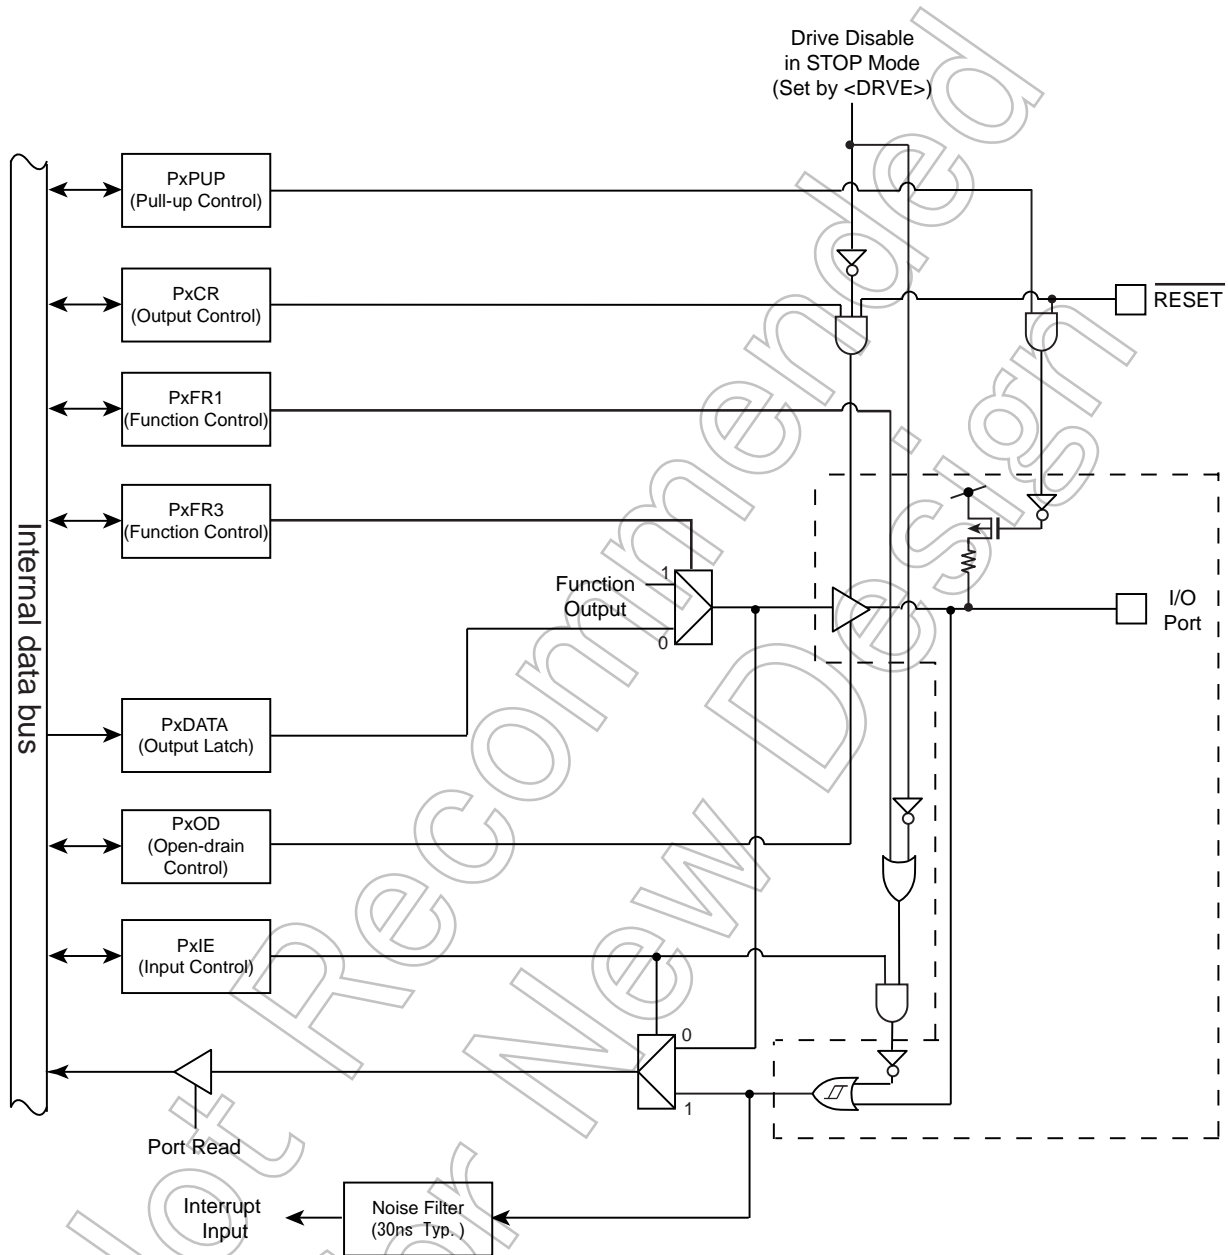 Drive Disable
in STOP Mode
(Set by <DRVE>)
PxPUP
(Pull-up Control)
PxCR
(Output Control)
RESET
PxFR1
(Function Control)
PxFR3
(Function Control)
Internal data bus
1
Function
Output
0
I/O
Port
PxDATA
(Output Latch)
PxOD
(Open-drain
Control)
PxIE
(Input Control)
0
1
Port Read
Interrupt
Input
Noise Filter
(30ns Typ.)
Not Recommended
for New Design